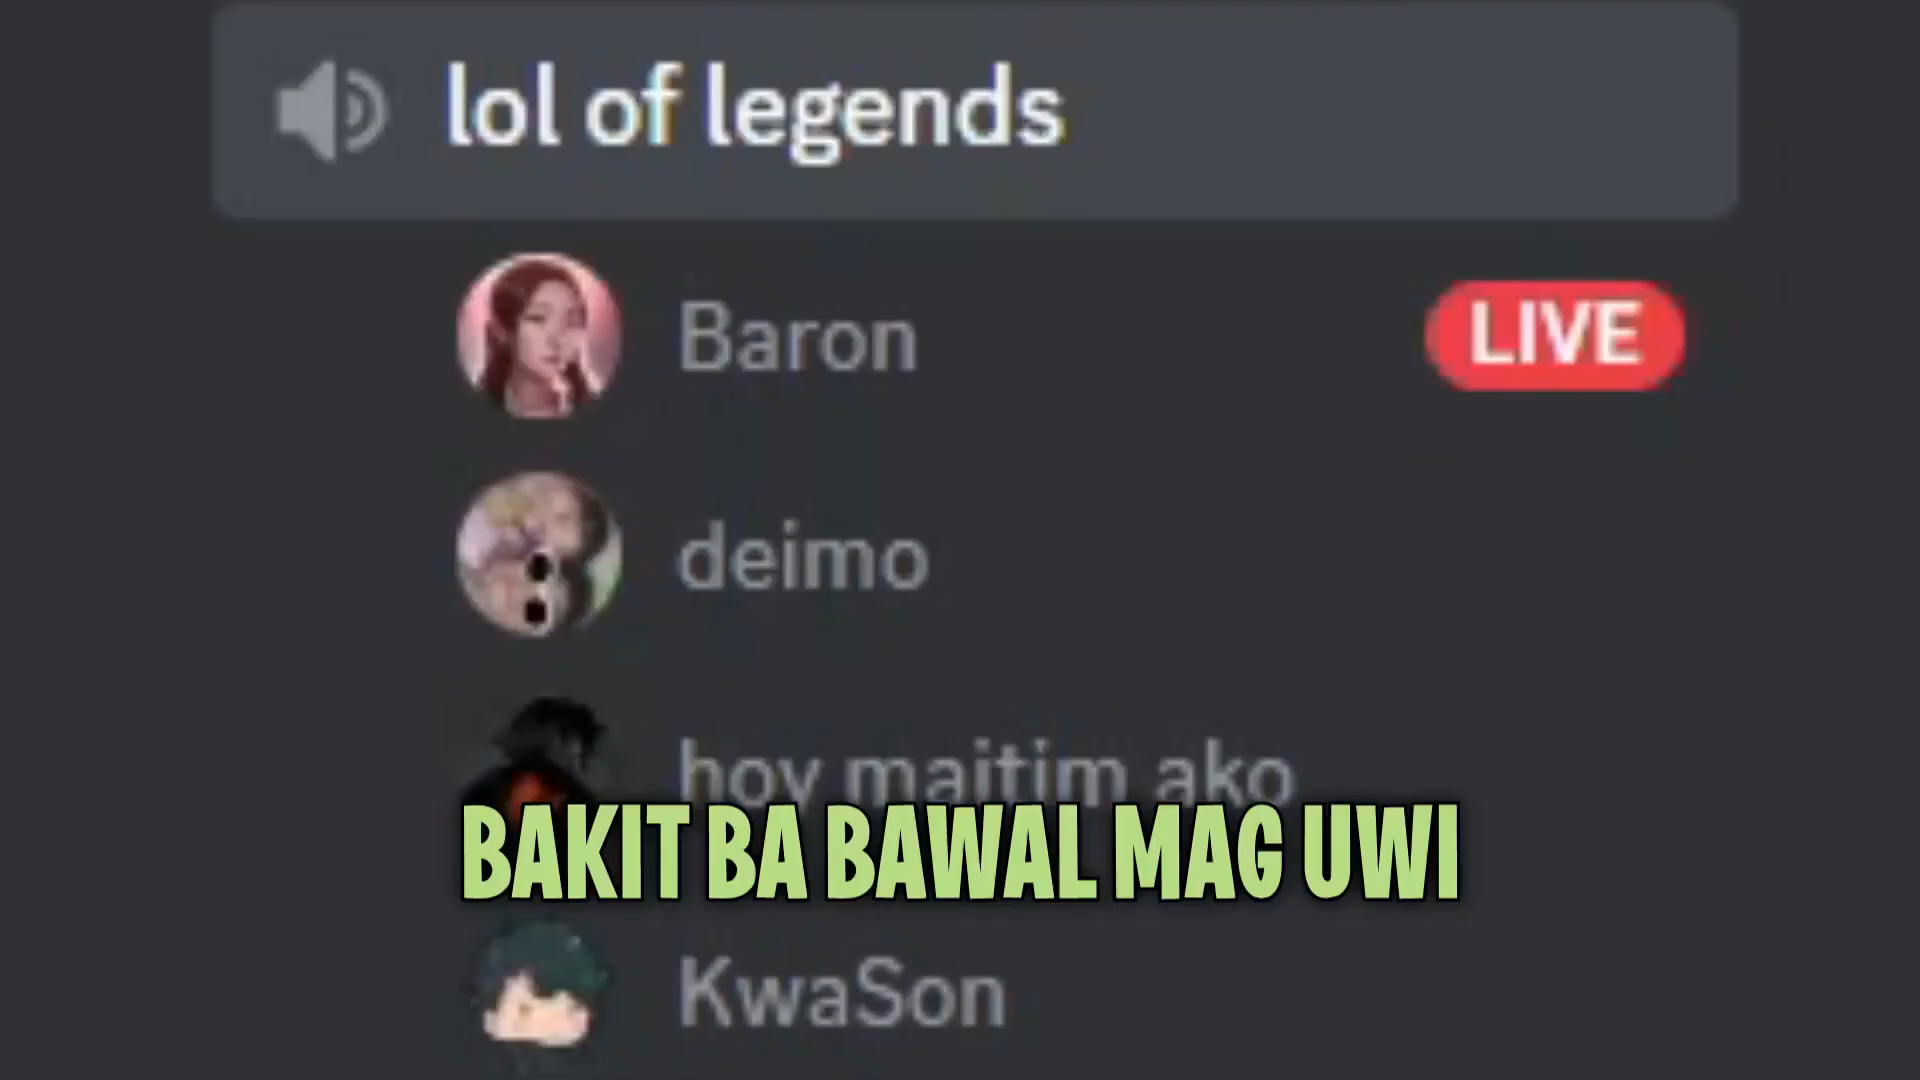 lol of legends
Baron LIVE
deimo
hoy maitim ako
BAKIT BA BAWAL MAG UWI
KwaSon